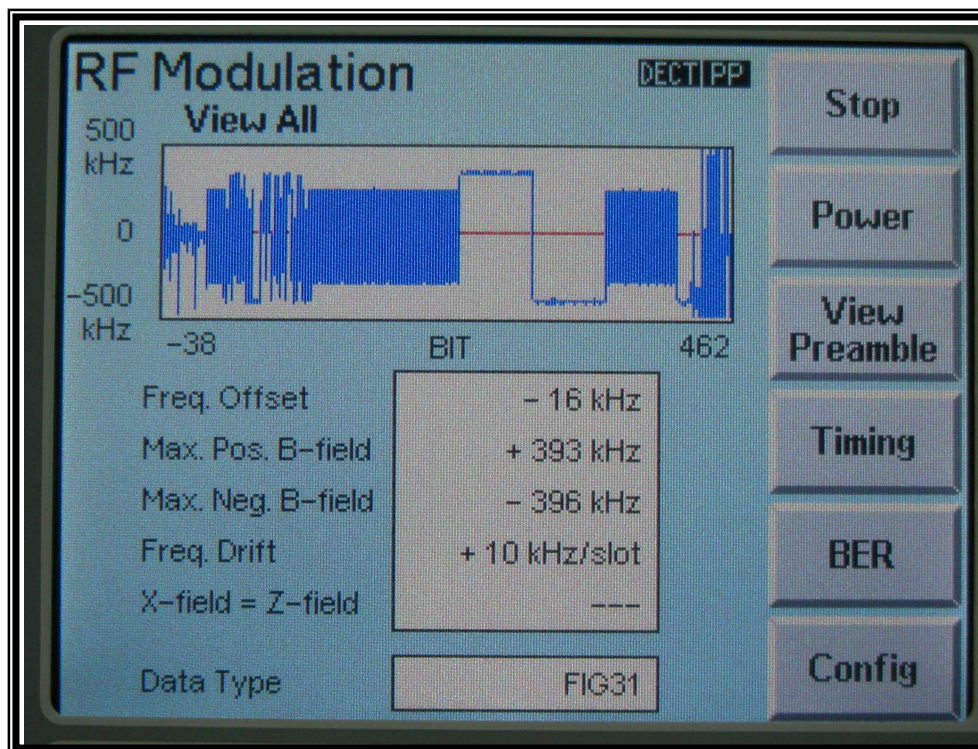 RF Modulation
DECT PP
View All
500
kHz
0
−500
kHz
−38 BIT 462
Freq. Offset − 16 kHz
Max. Pos. B−field + 393 kHz
Max. Neg. B−field − 396 kHz
Freq. Drift + 10 kHz/slot
X−field = Z−field −−−
Data Type FIG31
Stop
Power
View
Preamble
Timing
BER
Config